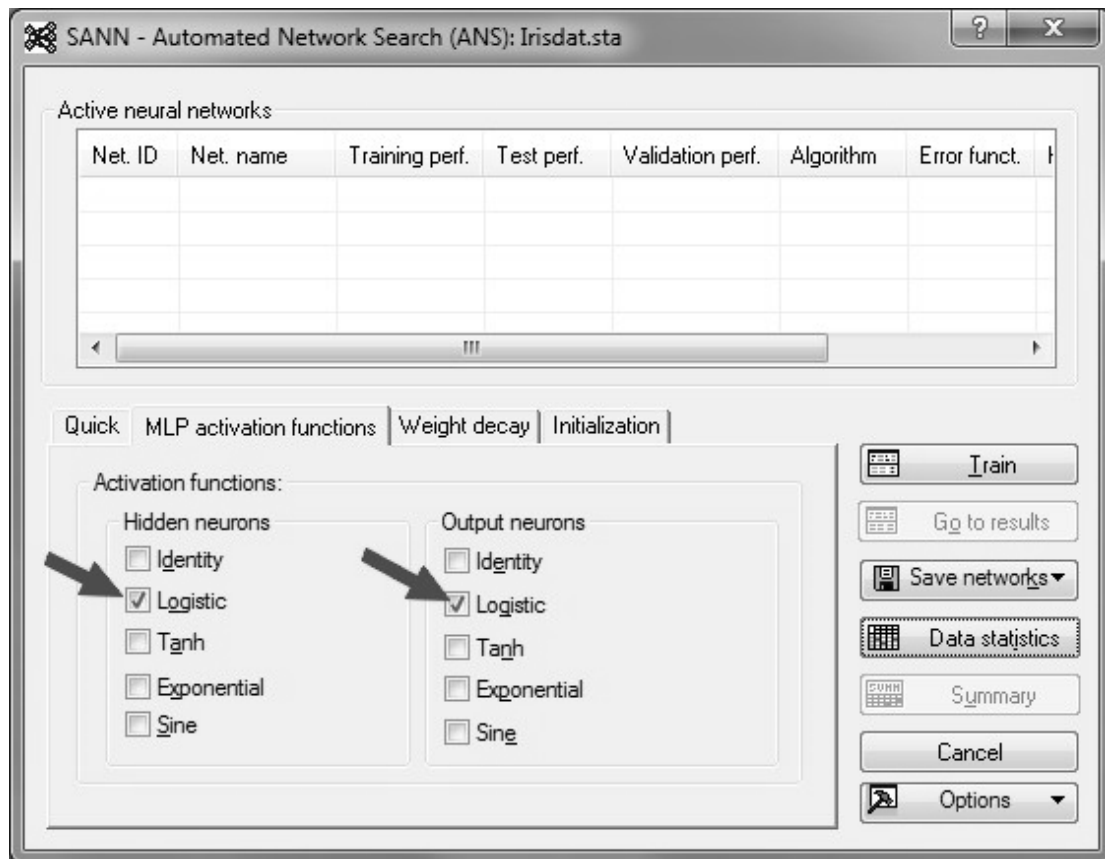 SANN - Automated Network Search (ANS): Irisdat.sta
Active neural networks
Net. ID Net. name Training perf. Test perf. Validation perf. Algorithm Error funct.
Quick MLP activation functions Weight decay Initialization
Activation functions:
Hidden neurons
Identity
Logistic
Tanh
Exponential
Sine
Output neurons
Identity
Logistic
Tanh
Exponential
Sine
Train
Go to results
Save networks
Data statistics
Summary
Cancel
Options